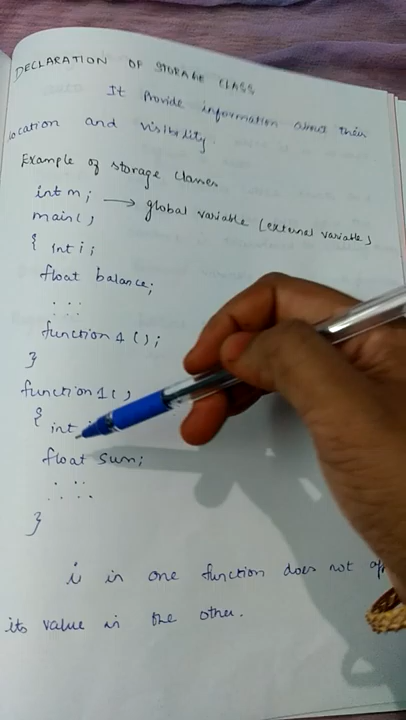 DECLARATION OF STORAGE CLASS
It Provide information about their
location and visibility.
Example of storage classes
int m; → global variable (external variable)
main()
{ int i;
float balance;
function1();
}
function1()
{ int
float sum;
}
i in one function does not
its value in the other.